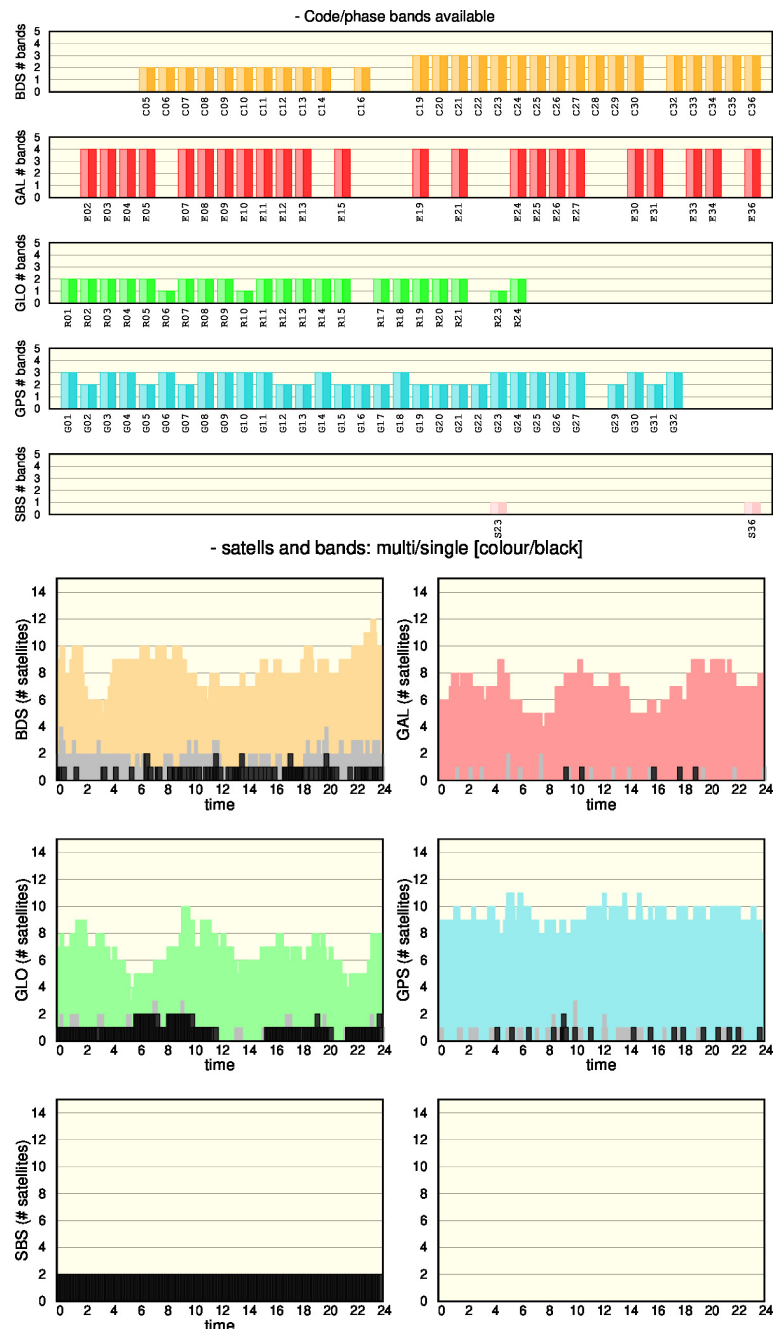 - Code/phase bands available
BDS # bands
5
4
3
2
1
0
C05 C06 C07 C08 C09 C10 C11 C12 C13 C14 C16 C19 C20 C21 C22 C23 C24 C25 C26 C27 C28 C29 C30 C32 C33 C34 C35 C36
GAL # bands
5
4
3
2
1
0
E02 E03 E04 E05 E07 E08 E09 E10 E11 E12 E13 E15 E19 E21 E24 E25 E26 E27 E30 E31 E33 E34 E36
GLO # bands
5
4
3
2
1
0
R01 R02 R03 R04 R05 R06 R07 R08 R09 R10 R11 R12 R13 R14 R15 R17 R18 R19 R20 R21 R23 R24
GPS # bands
5
4
3
2
1
0
G01 G02 G03 G04 G05 G06 G07 G08 G09 G10 G11 G12 G13 G14 G15 G16 G17 G18 G19 G20 G21 G22 G23 G24 G25 G26 G27 G29 G30 G31 G32
SBS # bands
5
4
3
2
1
0
S23 S36
- satells and bands: multi/single [colour/black]
BDS (# satellites)
14
12
10
8
6
4
2
0
0 2 4 6 8 10 12 14 16 18 20 22 24
time
GAL (# satellites)
14
12
10
8
6
4
2
0
0 2 4 6 8 10 12 14 16 18 20 22 24
time
GLO (# satellites)
14
12
10
8
6
4
2
0
0 2 4 6 8 10 12 14 16 18 20 22 24
time
GPS (# satellites)
14
12
10
8
6
4
2
0
0 2 4 6 8 10 12 14 16 18 20 22 24
time
SBS (# satellites)
14
12
10
8
6
4
2
0
0 2 4 6 8 10 12 14 16 18 20 22 24
time
14
12
10
8
6
4
2
0
0 2 4 6 8 10 12 14 16 18 20 22 24